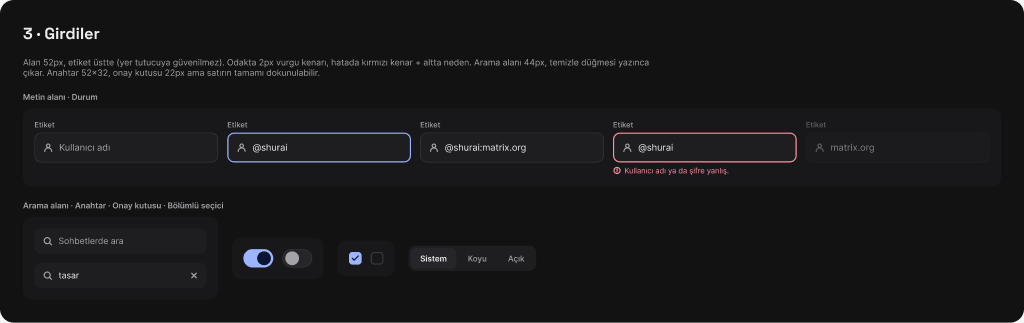 3 · Girdiler
Alan 52px, etiket üstte (yer tutucuya güvenilmez). Odakta 2px vurgu kenarı, hatada kırmızı kenar + altta neden. Arama alanı 44px, temizle düğmesi yazınca
çıkar. Anahtar 52×32, onay kutusu 22px ama satırın tamamı dokunulabilir.
Metin alanı · Durum
Etiket Etiket Etiket Etiket Etiket
Kullanıcı adı @shurai @shurai:matrix.org @shurai matrix.org
Kullanıcı adı ya da şifre yanlış.
Arama alanı · Anahtar · Onay kutusu · Bölümlü seçici
Sohbetlerde ara
Sistem Koyu Açık
tasar